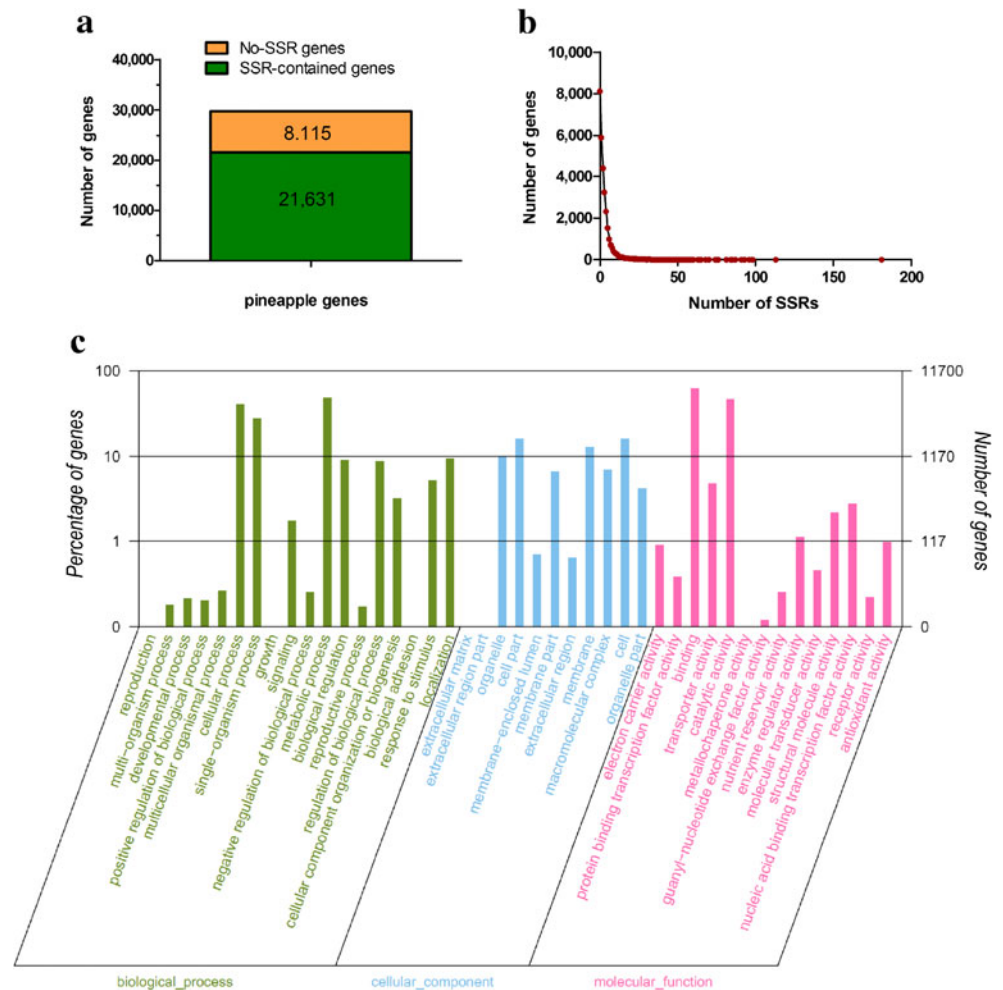 a
No-SSR genes
SSR-contained genes
Number of genes
40,000
30,000
20,000
10,000
0
8.115
21,631
pineapple genes
b
Number of genes
10,000
8,000
6,000
4,000
2,000
0
0
50
100
150
200
Number of SSRs
c
Percentage of genes
100
10
1
0
11700
1170
117
0
Number of genes
reproduction
multi-organism process
developmental process
positive regulation of biological process
multicellular organismal process
cellular process
single-organism process
growth
signaling
negative regulation of biological process
metabolic process
biological regulation
reproductive process
regulation of biological process
cellular component organization or biogenesis
biological adhesion
response to stimulus
localization
extracellular matrix
extracellular region part
organelle
cell part
membrane-enclosed lumen
membrane part
extracellular region
membrane
macromolecular complex
cell
organelle part
electron carrier activity
protein binding transcription factor activity
binding
transporter activity
catalytic activity
metallochaperone activity
guanyl-nucleotide exchange factor activity
nutrient reservoir activity
enzyme regulator activity
molecular transducer activity
structural molecule activity
nucleic acid binding transcription factor activity
receptor activity
antioxidant activity
biological_process
cellular_component
molecular_function